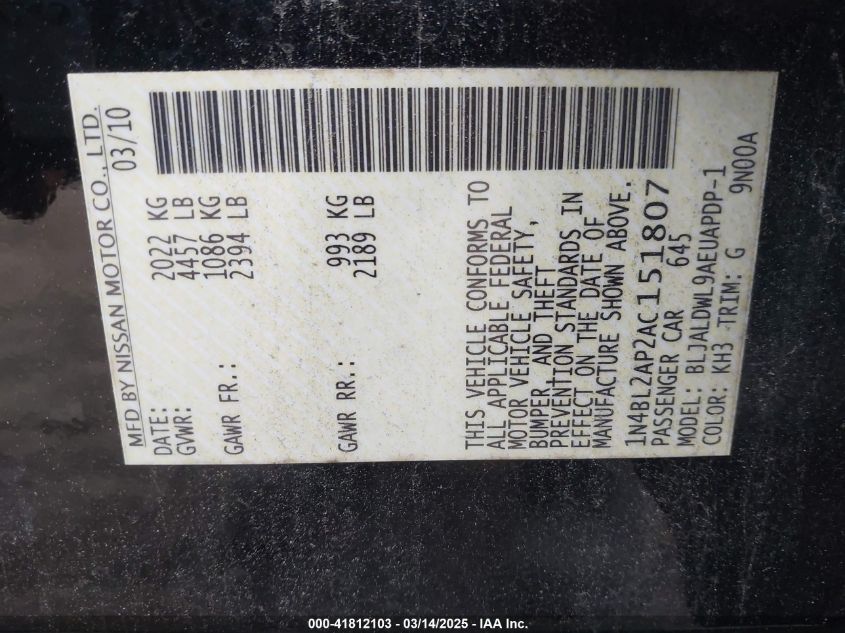 MFD BY NISSAN MOTOR CO., LTD.
DATE: 03/10
GVWR: 2022 KG
4457 LB
GAWR FR.: 1086 KG
2394 LB
GAWR RR.: 993 KG
2189 LB
THIS VEHICLE CONFORMS TO
ALL APPLICABLE FEDERAL
MOTOR VEHICLE SAFETY,
BUMPER, AND THEFT
PREVENTION STANDARDS IN
EFFECT ON THE DATE OF
MANUFACTURE SHOWN ABOVE.
1N4BL2AP2AC151807
PASSENGER CAR 645
MODEL: BLJALDWL9AEUAPDP-1
COLOR: KH3 TRIM: G 9N00A
000-41812103 - 03/14/2025 - IAA Inc.